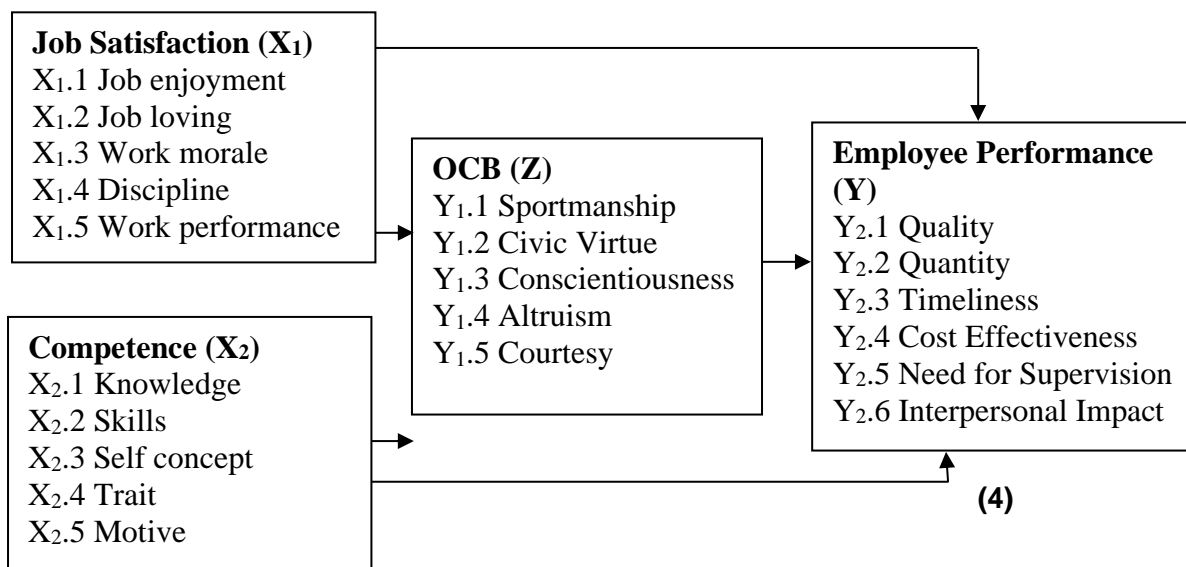 Job Satisfaction (X₁)
X₁.1 Job enjoyment
X₁.2 Job loving
X₁.3 Work morale
X₁.4 Discipline
X₁.5 Work performance
Competence (X₂)
X₂.1 Knowledge
X₂.2 Skills
X₂.3 Self concept
X₂.4 Trait
X₂.5 Motive
OCB (Z)
Y₁.1 Sportmanship
Y₁.2 Civic Virtue
Y₁.3 Conscientiousness
Y₁.4 Altruism
Y₁.5 Courtesy
Employee Performance
(Y)
Y₂.1 Quality
Y₂.2 Quantity
Y₂.3 Timeliness
Y₂.4 Cost Effectiveness
Y₂.5 Need for Supervision
Y₂.6 Interpersonal Impact
(4)